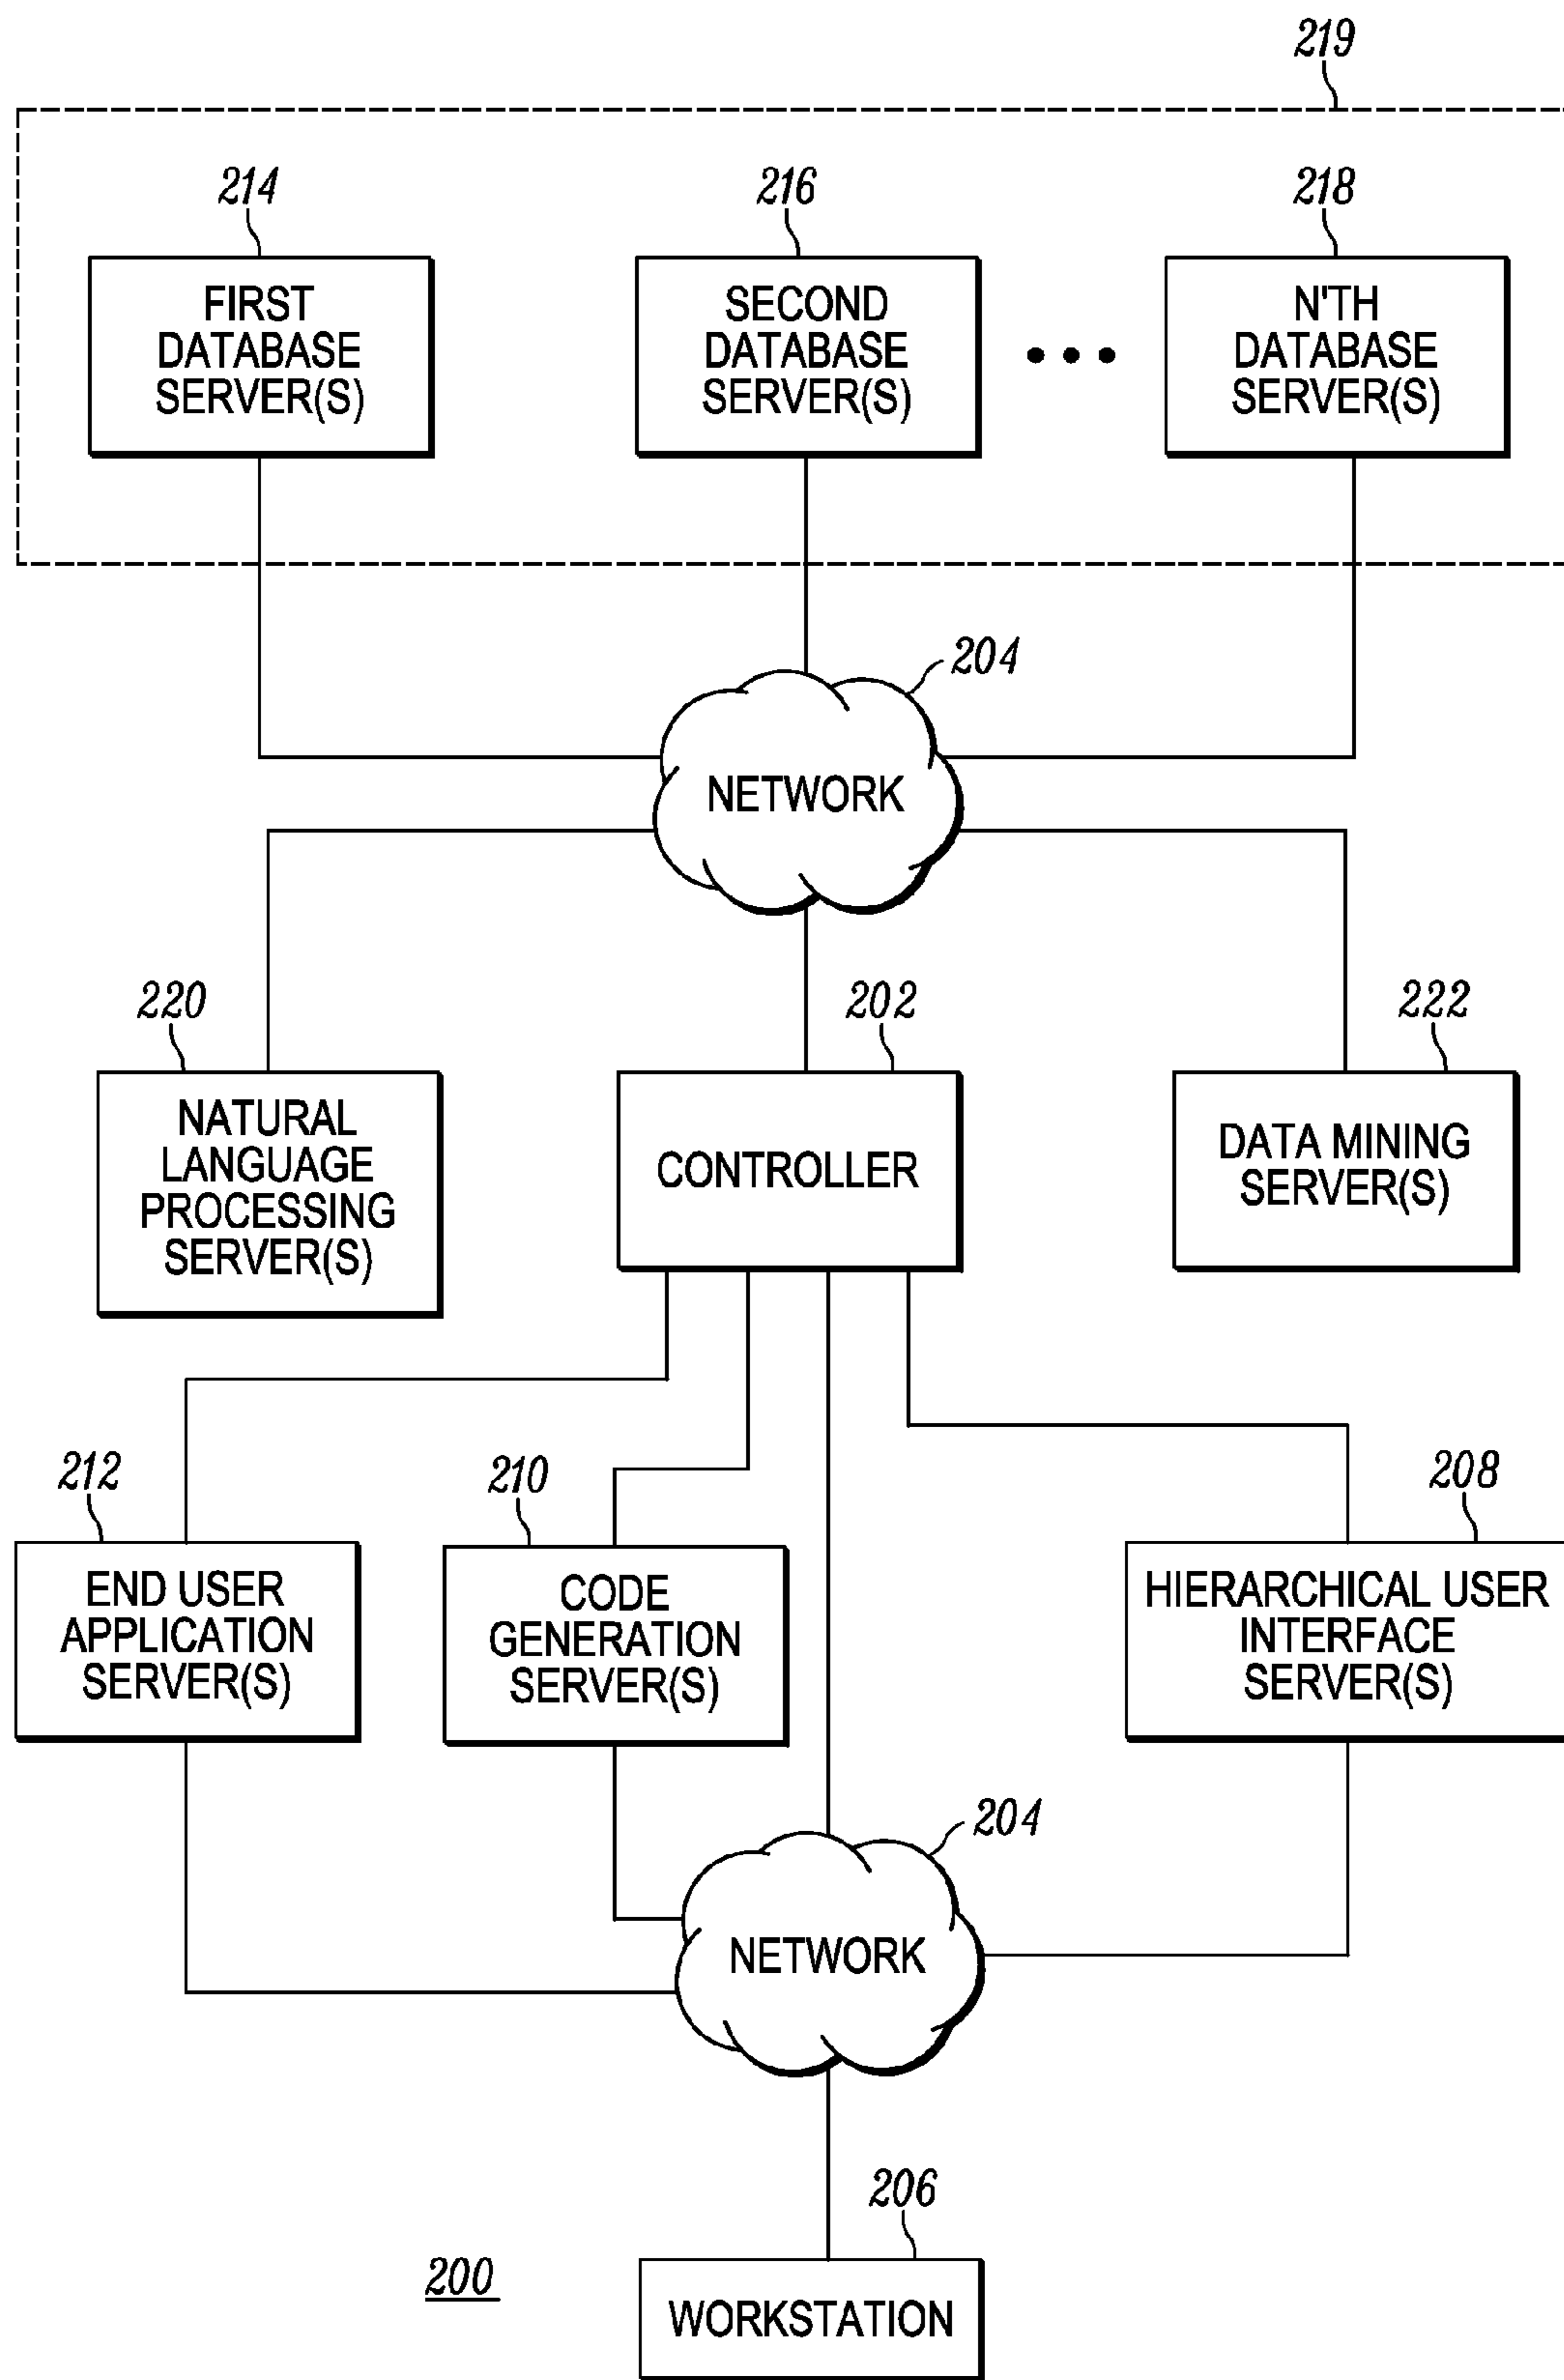 219
214
216
218
FIRST
DATABASE
SERVER(S)
SECOND
DATABASE
SERVER(S)
N'TH
DATABASE
SERVER(S)
204
NETWORK
220
202
222
NATURAL
LANGUAGE
PROCESSING
SERVER(S)
CONTROLLER
DATA MINING
SERVER(S)
212
210
208
END USER
APPLICATION
SERVER(S)
CODE
GENERATION
SERVER(S)
HIERARCHICAL USER
INTERFACE
SERVER(S)
204
NETWORK
206
200
WORKSTATION